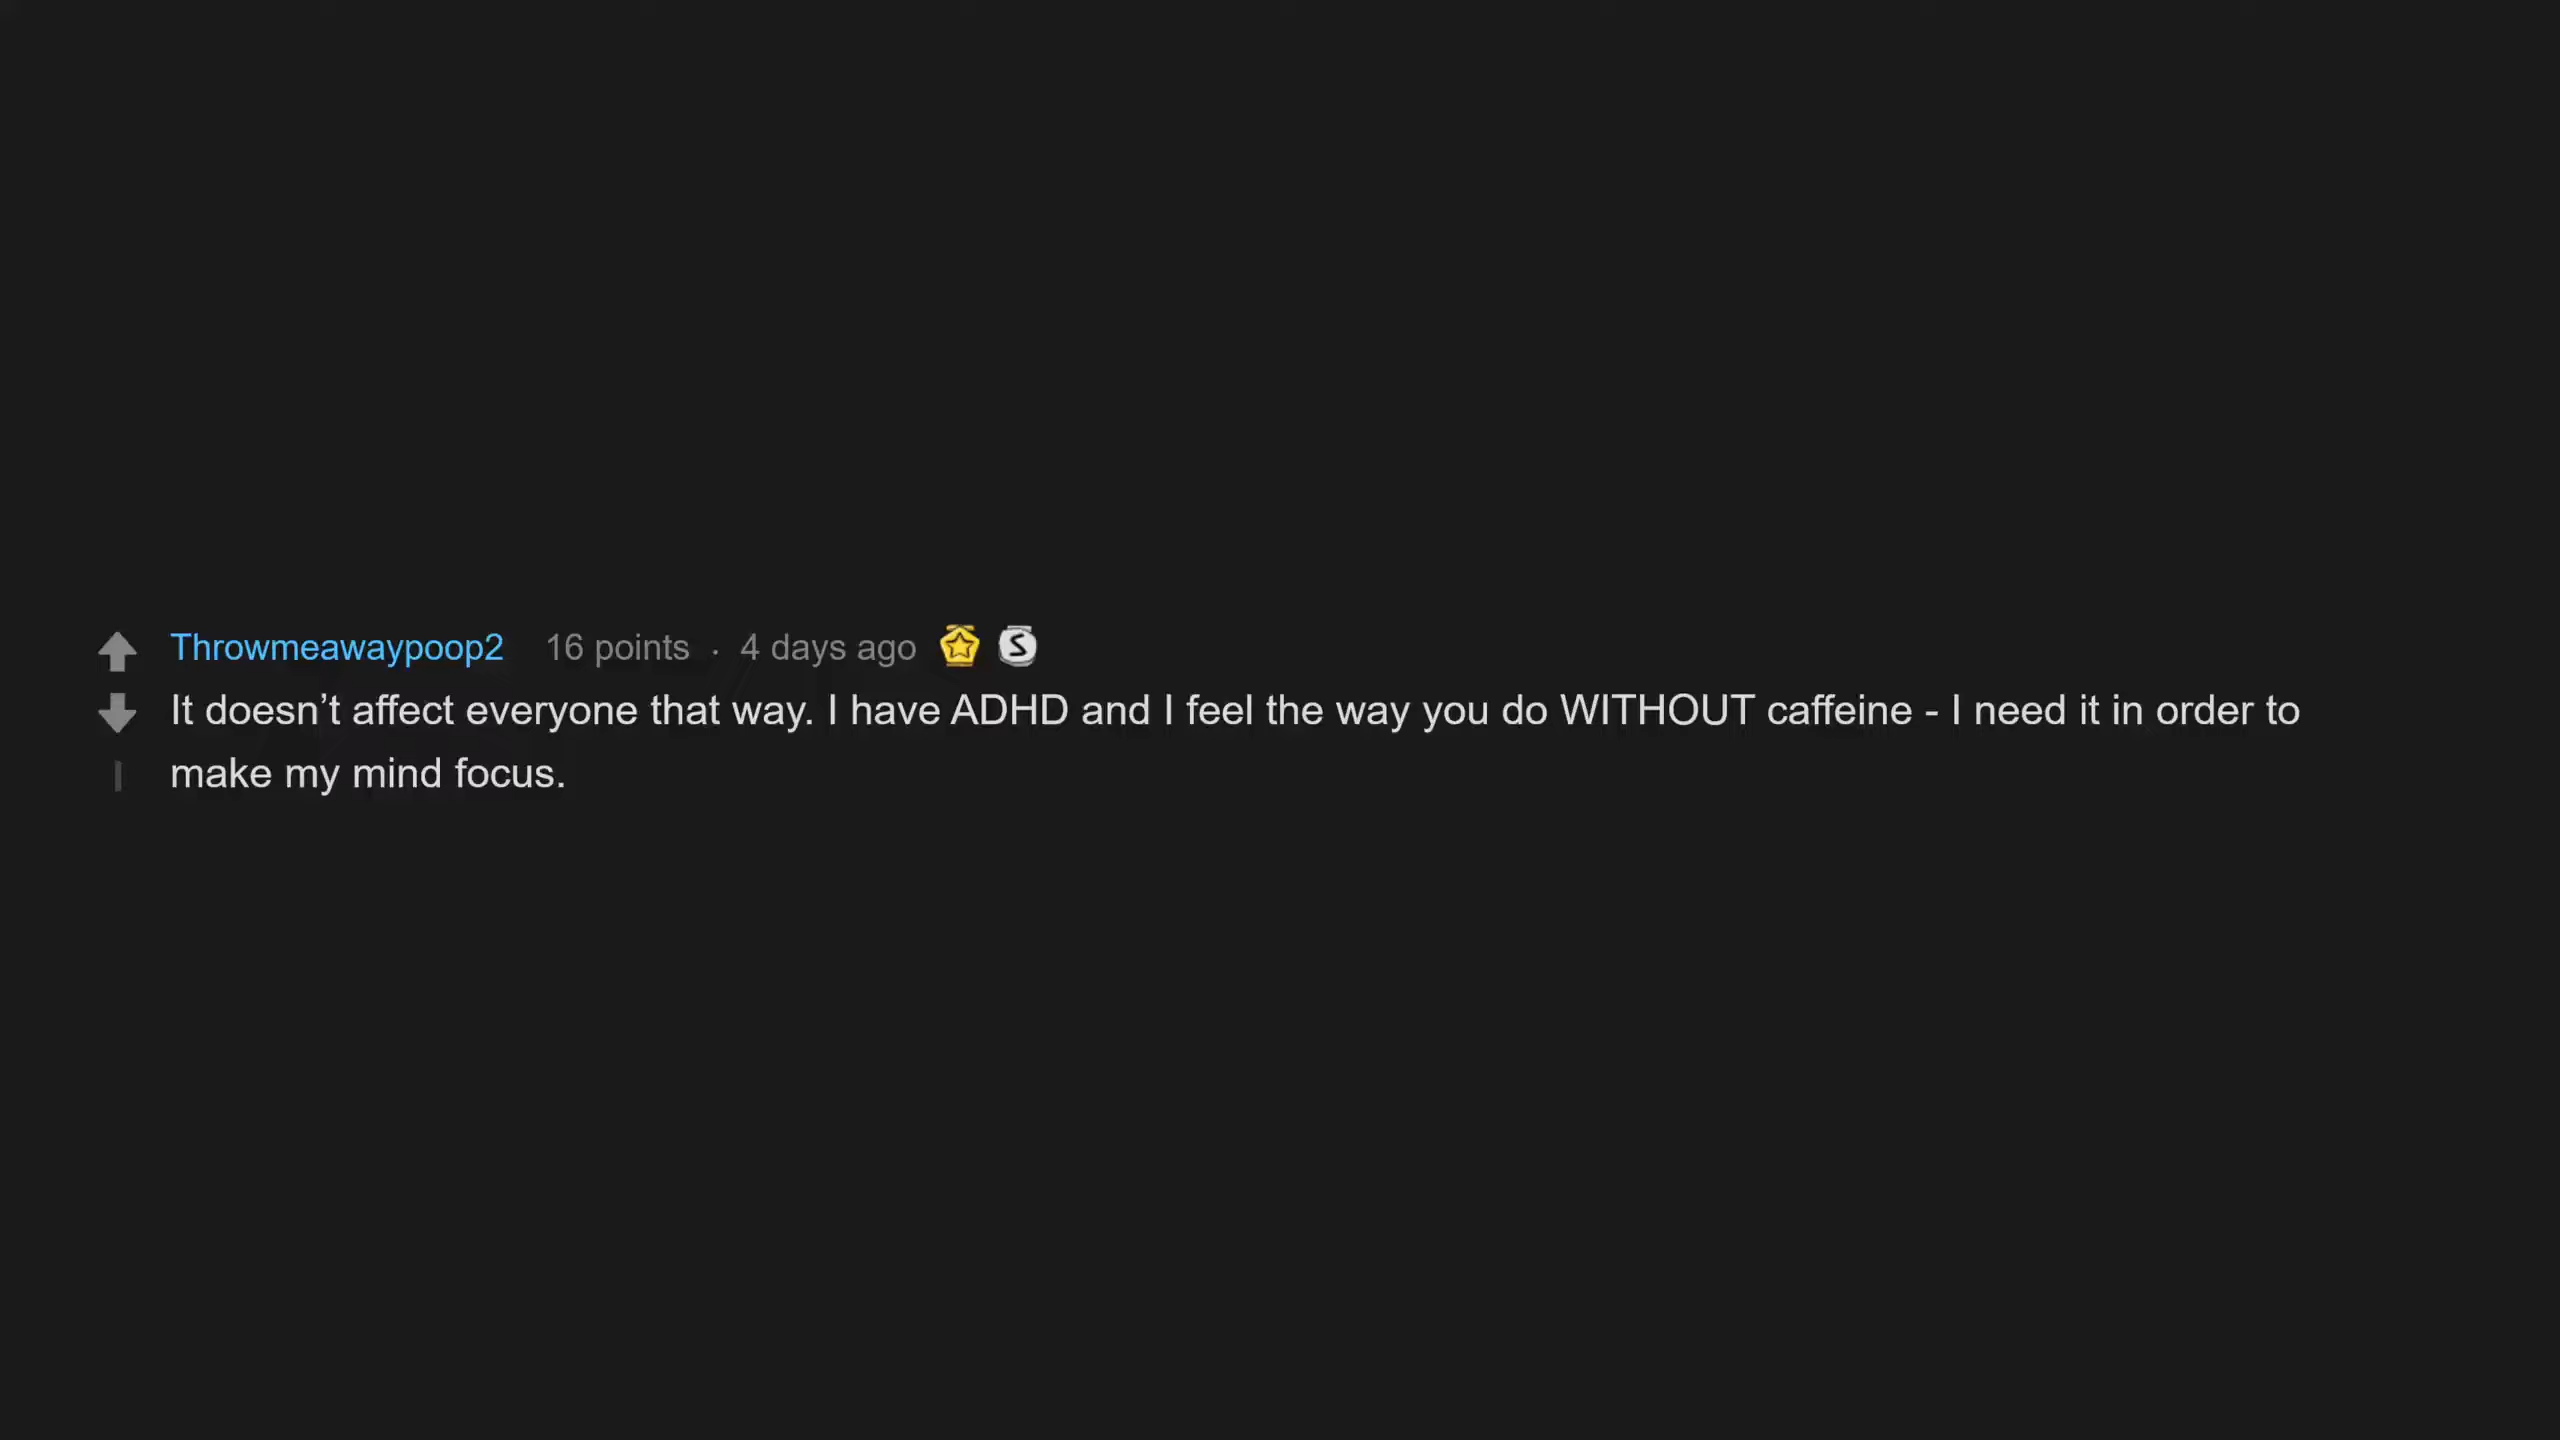 Throwmeawaypoop2 16 points · 4 days ago S
It doesn’t affect everyone that way. I have ADHD and I feel the way you do WITHOUT caffeine - I need it in order to
make my mind focus.